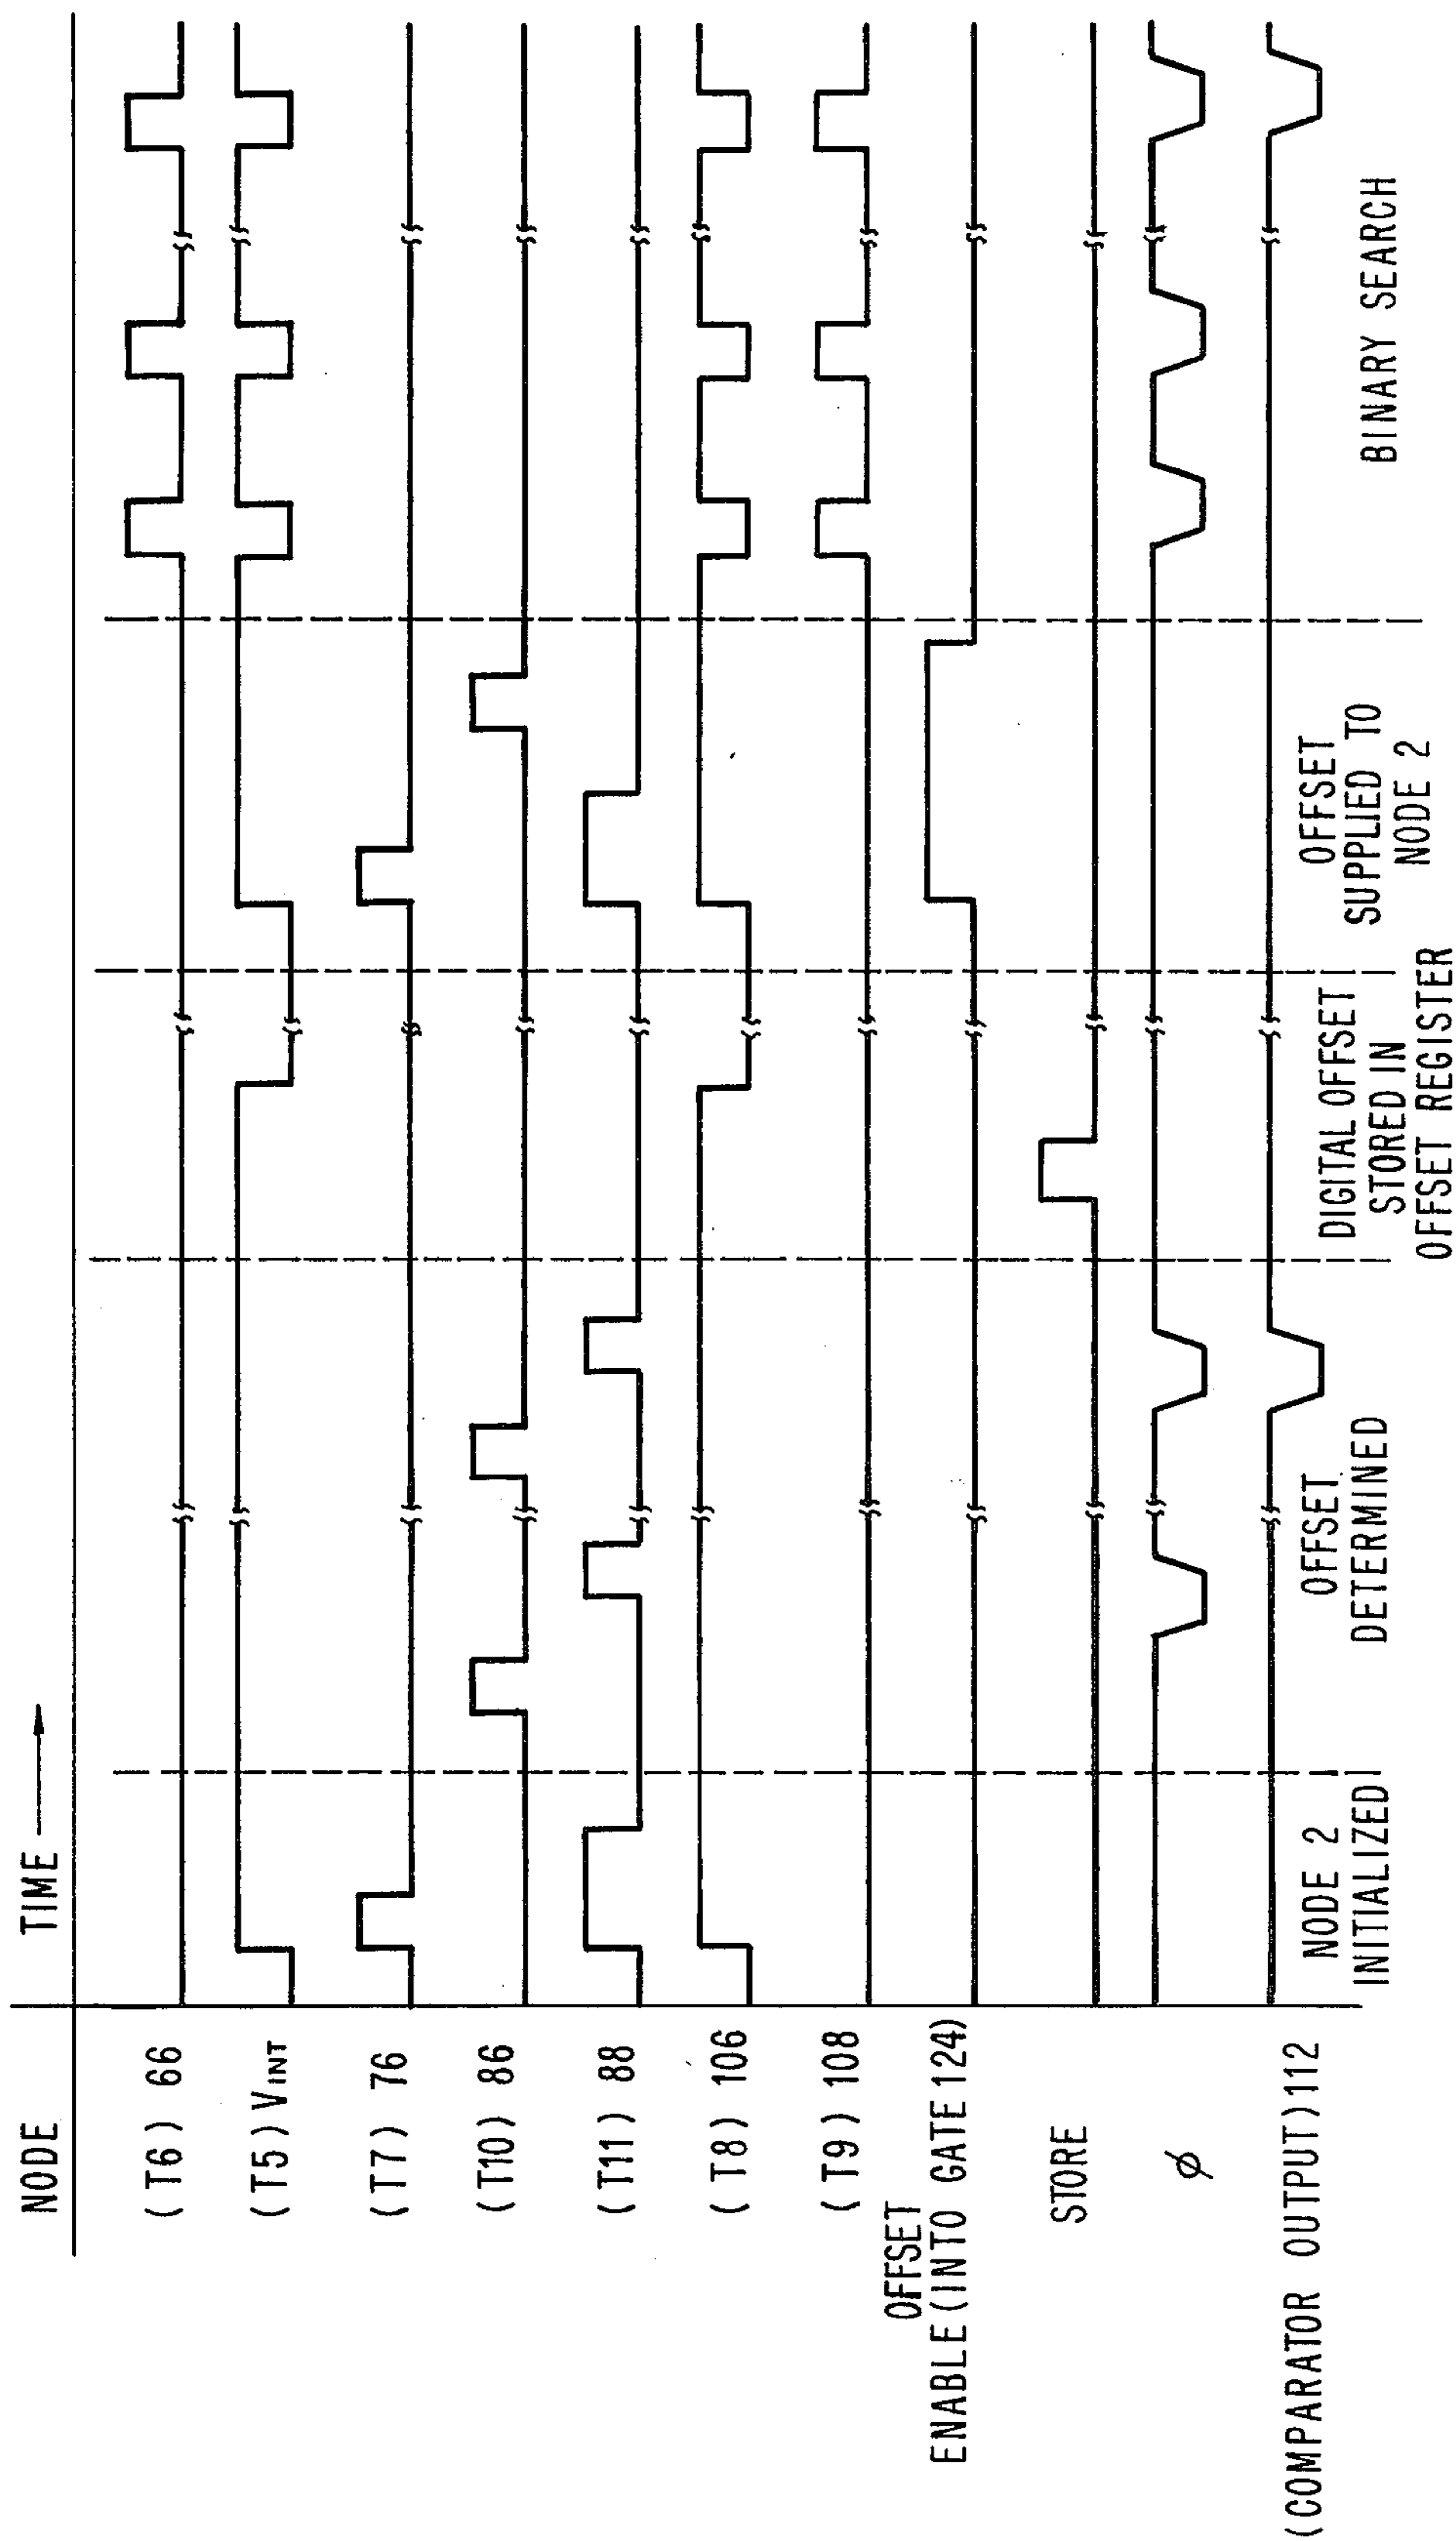 NODE
TIME
(T6) 66
(T5) VINT
(T7) 76
(T10) 86
(T11) 88
(T8) 106
(T9) 108
OFFSET
ENABLE (INTO GATE 124)
STORE
φ
(COMPARATOR OUTPUT) 112
NODE 2
INITIALIZED
OFFSET
DETERMINED
DIGITAL OFFSET
STORED IN
OFFSET REGISTER
OFFSET
SUPPLIED TO
NODE 2
BINARY SEARCH